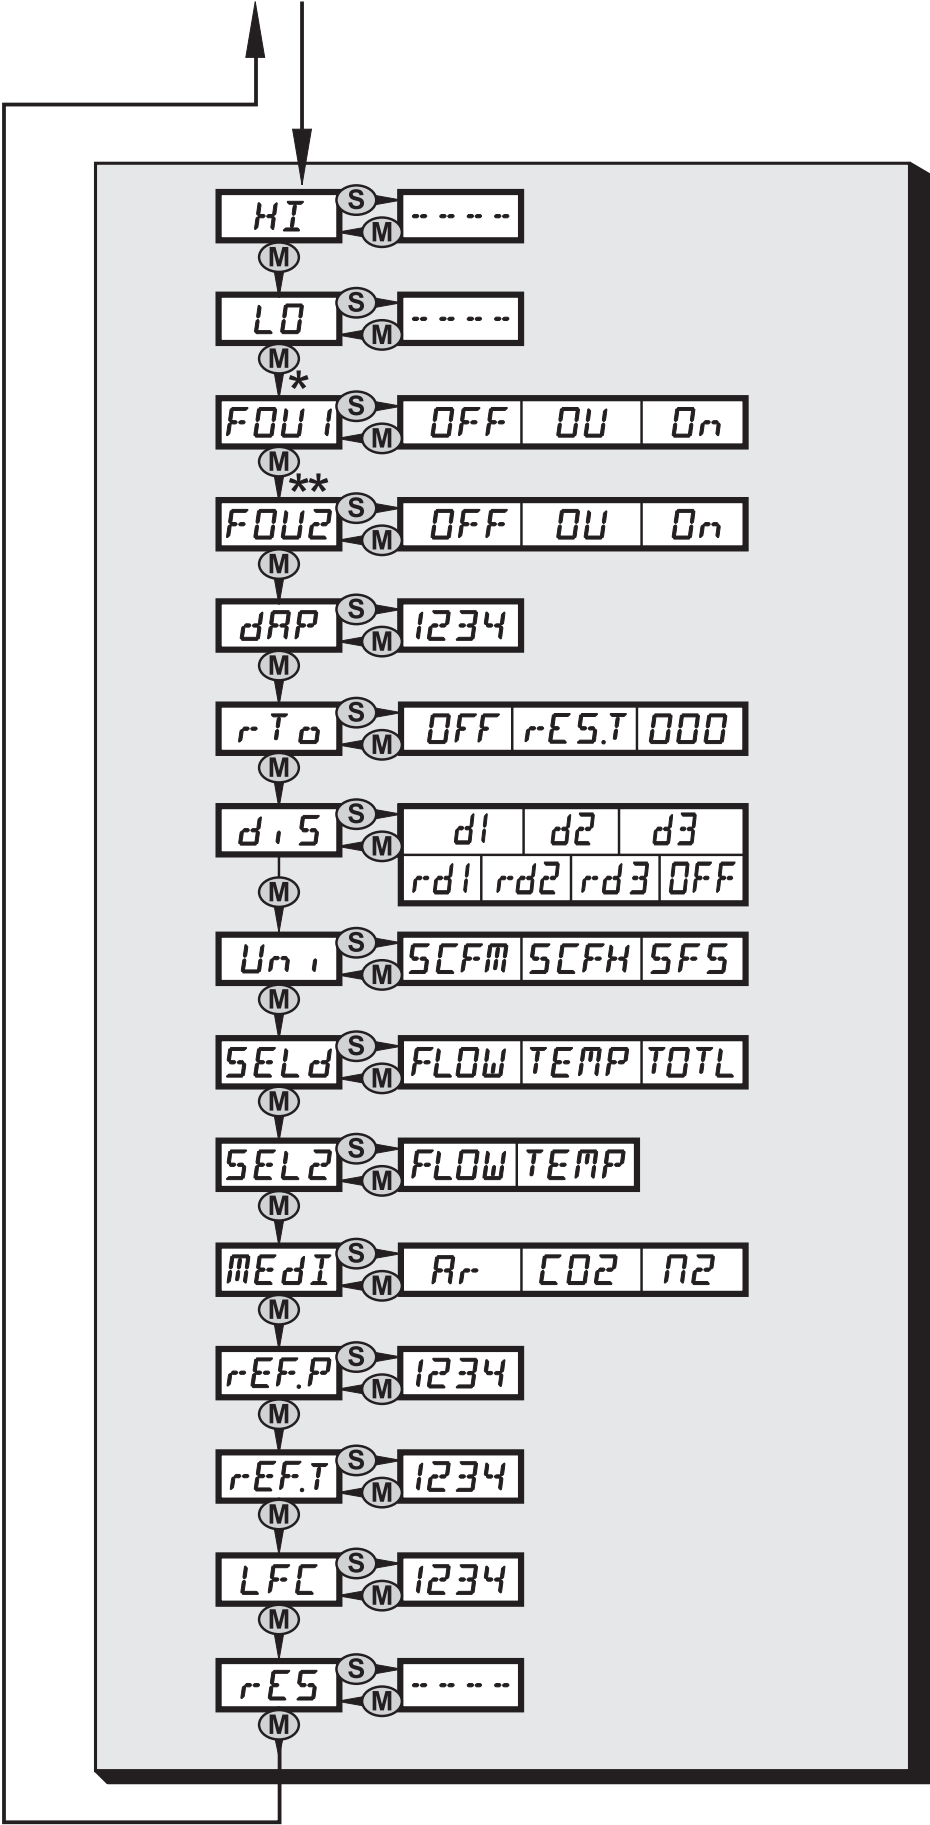 HI S M -- -- -- --
M
LO S M -- -- -- --
M *
FOU1 S M OFF OU On
M **
FOU2 S M OFF OU On
M
dAP S M 1234
M
rTo S M OFF rES.T 000
M
diS S M d1 d2 d3
rd1 rd2 rd3 OFF
M
Uni S M SCFM SCFH SFS
M
SELd S M FLOW TEMP TOTL
M
SEL2 S M FLOW TEMP
M
MEdI S M Ar CO2 N2
M
rEF.P S M 1234
M
rEF.T S M 1234
M
LFC S M 1234
M
rES S M -- -- -- --
M